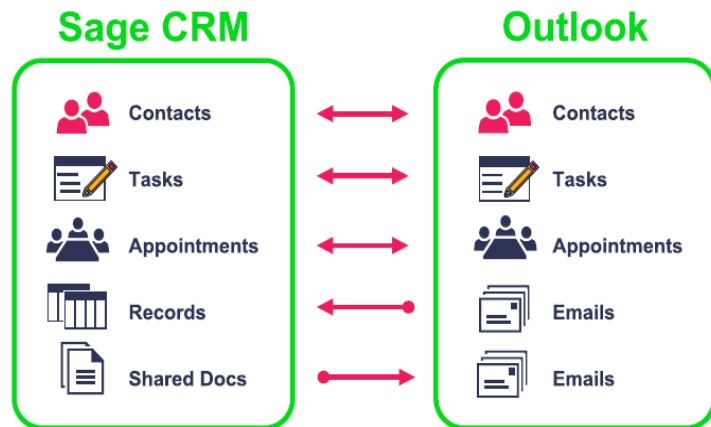 Sage CRM Outlook
Contacts Contacts
Tasks Tasks
Appointments Appointments
Records Emails
Shared Docs Emails